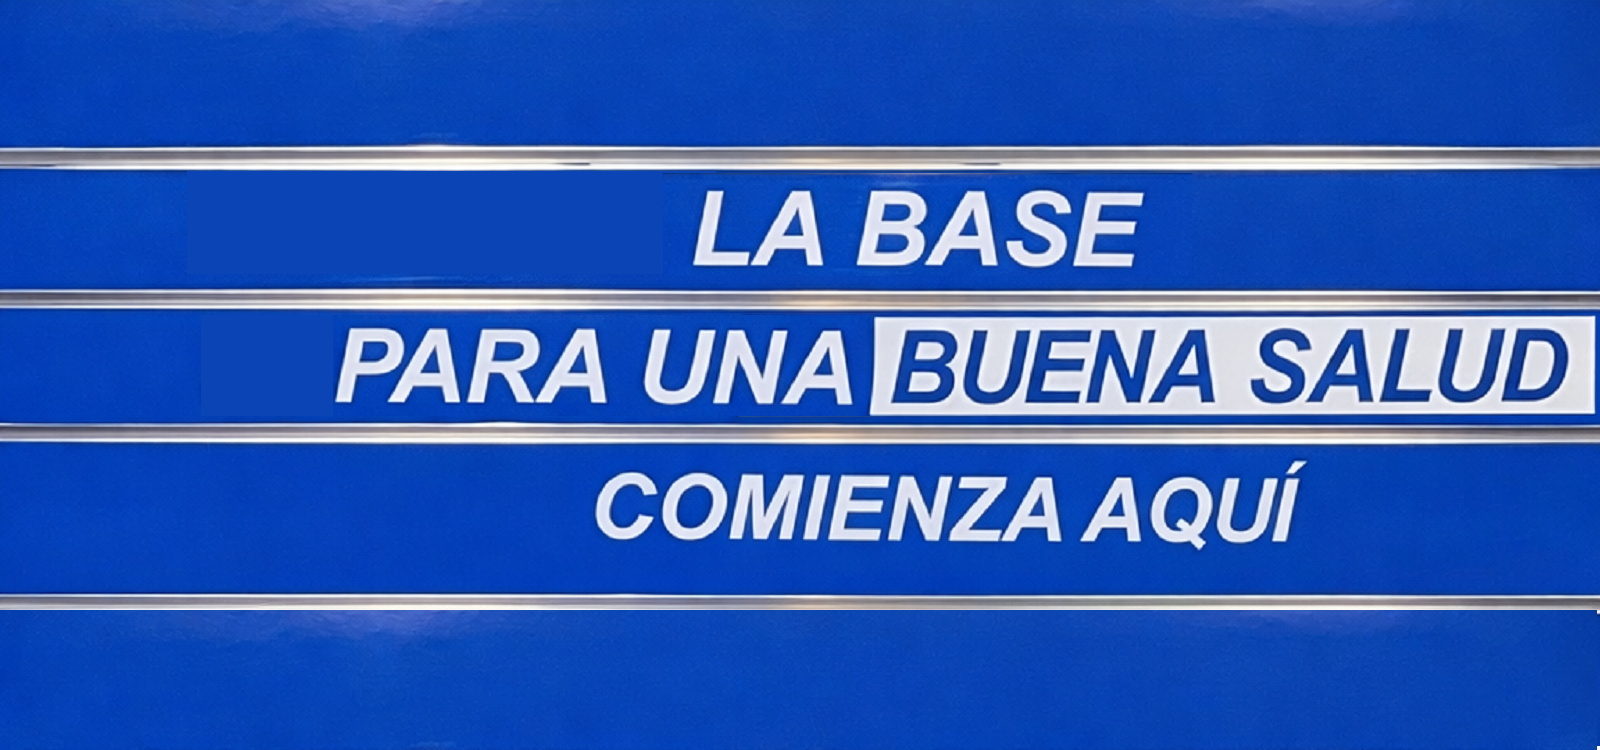 LA BASE
PARA UNA BUENA SALUD
COMIENZA AQUÍ